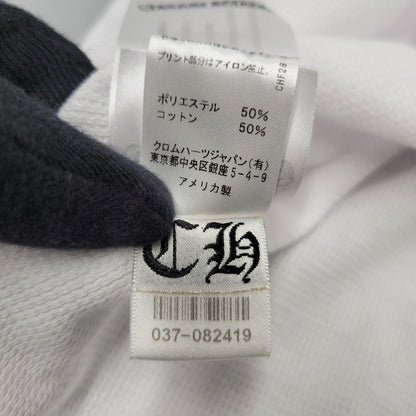 プリント部分はアイロン禁止
CHF28
ポリエステル 50%
コットン 50%
クロムハーツジャパン(有)
東京都中央区銀座5-4-9
アメリカ製
CH
037-082419